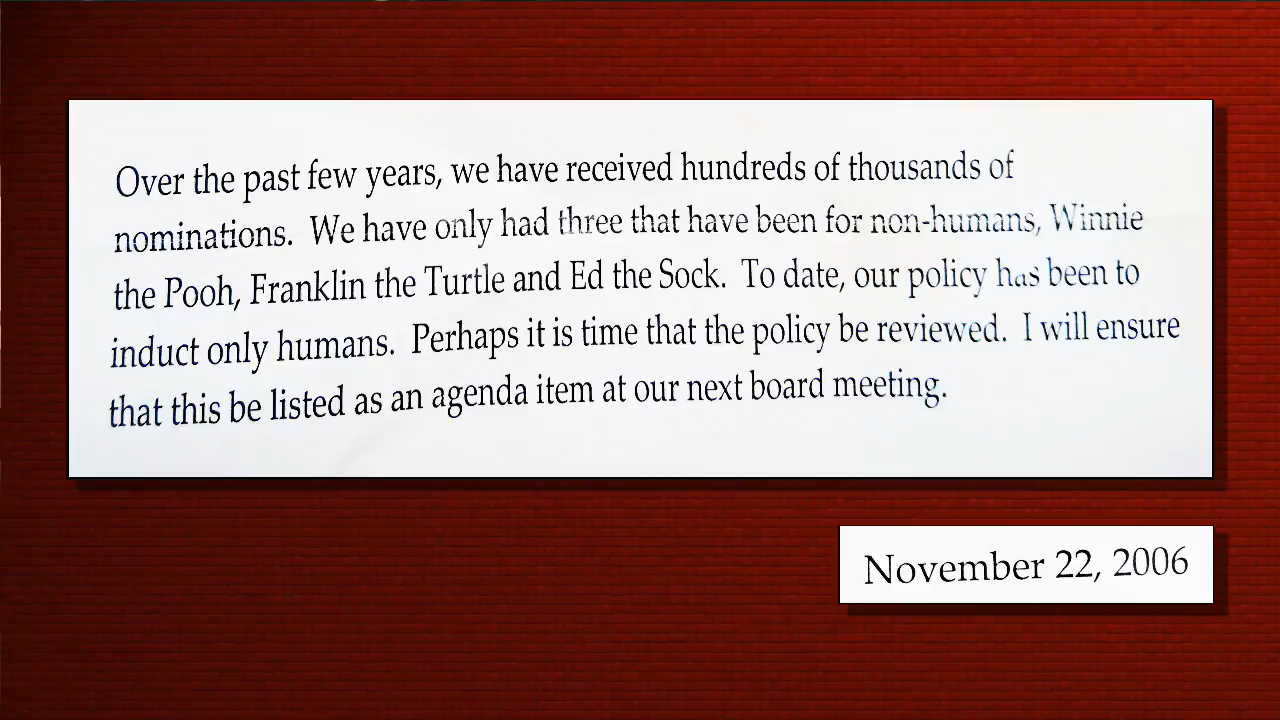 Over the past few years, we have received hundreds of thousands of
nominations. We have only had three that have been for non-humans, Winnie
the Pooh, Franklin the Turtle and Ed the Sock. To date, our policy has been to
induct only humans. Perhaps it is time that the policy be reviewed. I will ensure
that this be listed as an agenda item at our next board meeting.
November 22, 2006